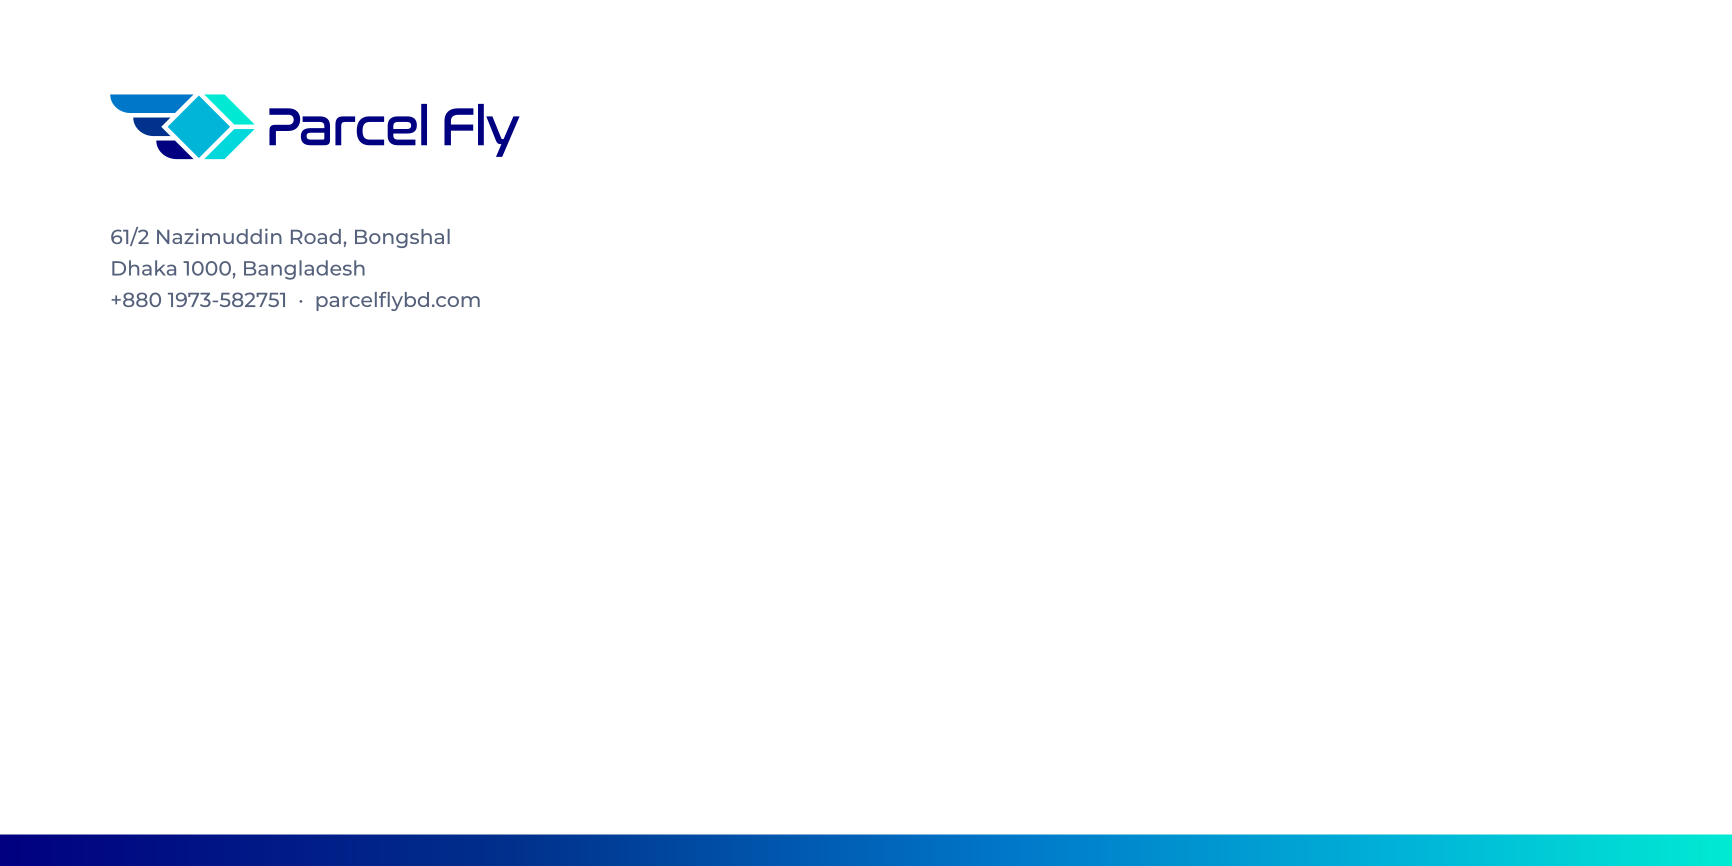 Parcel Fly
61/2 Nazimuddin Road, Bongshal
Dhaka 1000, Bangladesh
+880 1973-582751 · parcelflybd.com